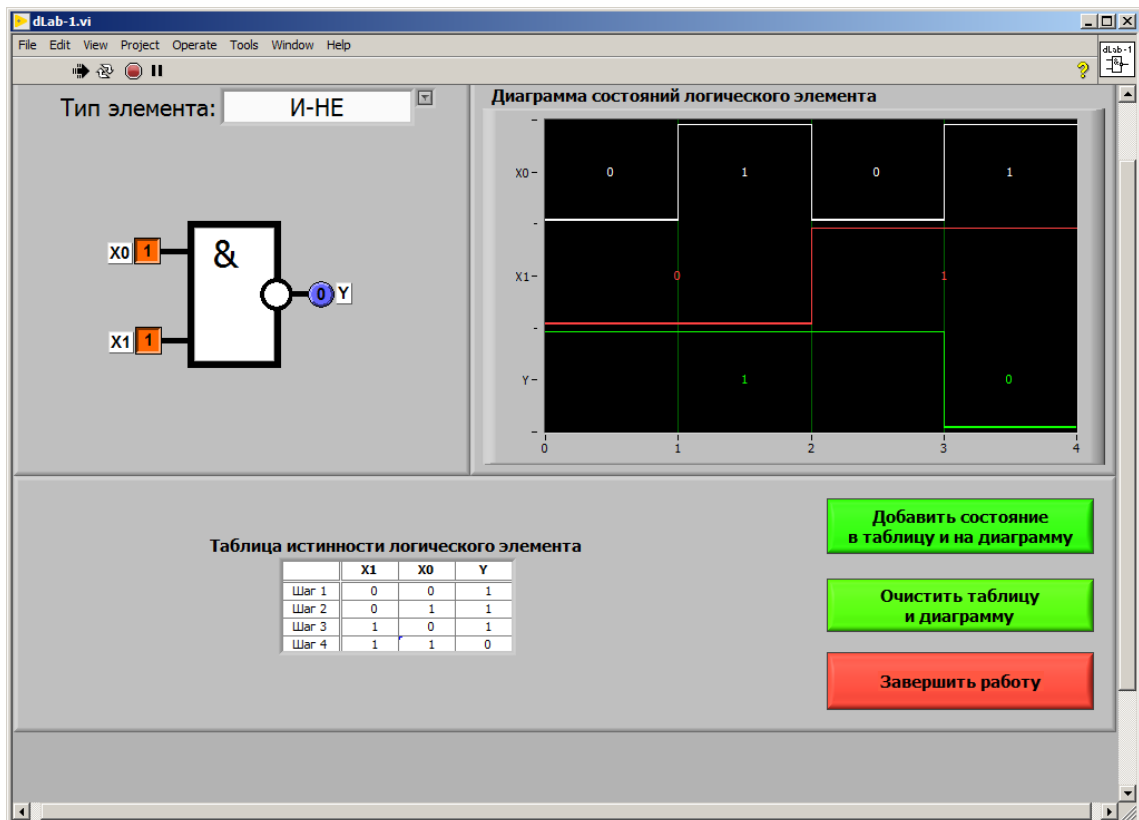 dLab-1.vi
File Edit View Project Operate Tools Window Help
dLab-1
&
?
Тип элемента: И-НЕ
X0 1
&
0 Y
X1 1
Диаграмма состояний логического элемента
X0 0 1 0 1
X1 0 1
Y 1 0
0 1 2 3 4
Таблица истинности логического элемента
X1 X0 Y
Шаг 1 0 0 1
Шаг 2 0 1 1
Шаг 3 1 0 1
Шаг 4 1 1 0
Добавить состояние
в таблицу и на диаграмму
Очистить таблицу
и диаграмму
Завершить работу